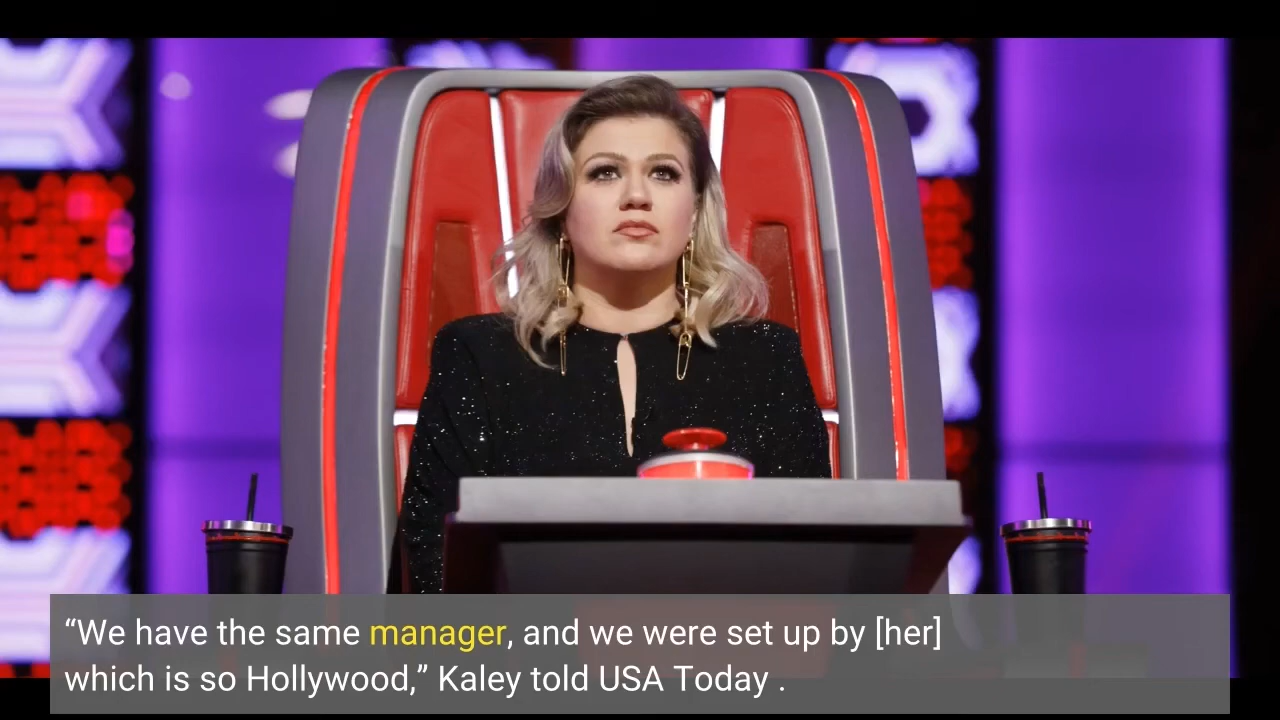 “We have the same manager, and we were set up by [her]
which is so Hollywood,” Kaley told USA Today .